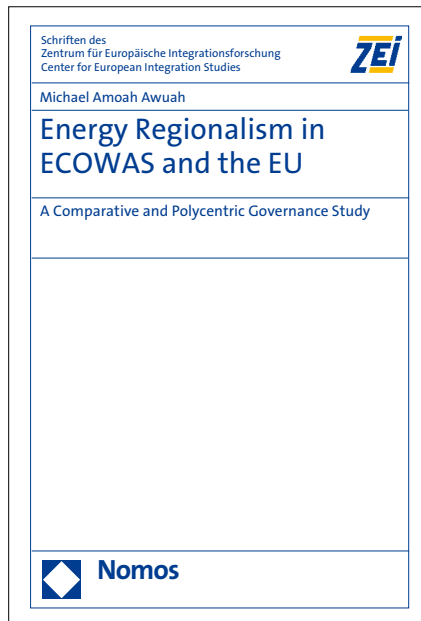 Schriften des
Zentrum für Europäische Integrationsforschung
Center for European Integration Studies
ZEI
Michael Amoah Awuah
Energy Regionalism in
ECOWAS and the EU
A Comparative and Polycentric Governance Study
Nomos